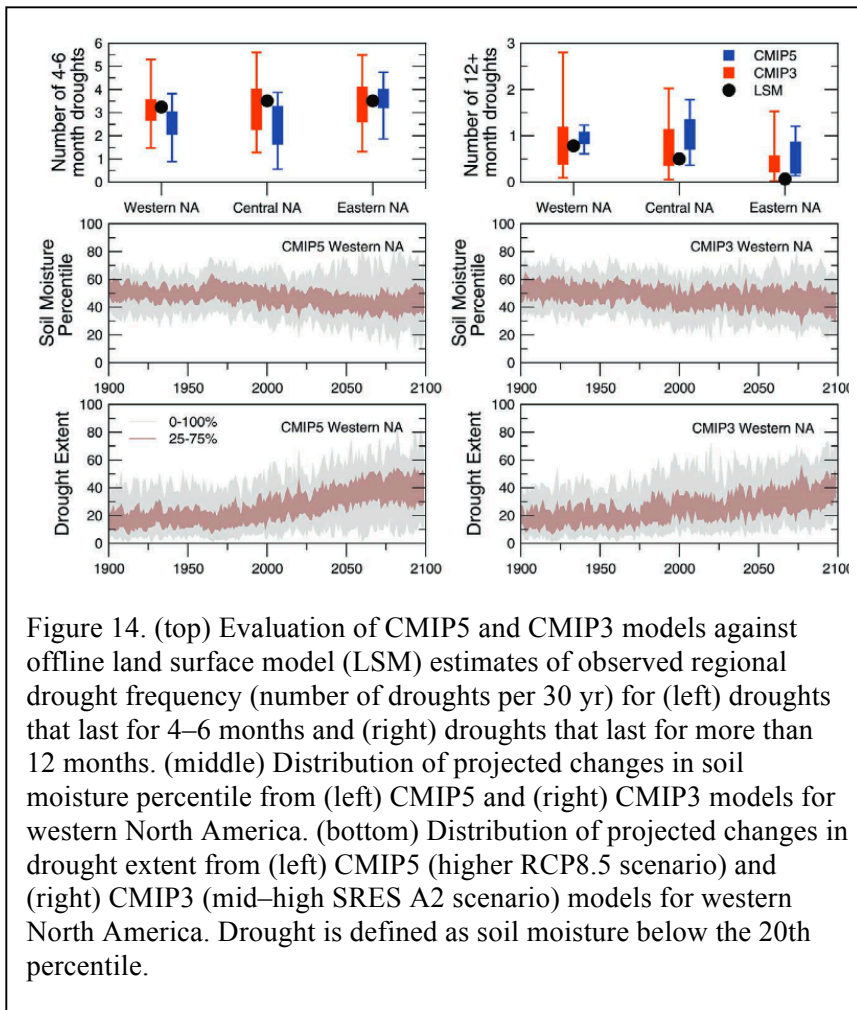 Number of 4-6
month droughts
6
5
4
3
2
1
0
Western NA
Central NA
Eastern NA
Number of 12+
month droughts
3
2
1
0
CMIP5
CMIP3
LSM
Western NA
Central NA
Eastern NA
Soil Moisture
Percentile
100
80
60
40
20
0
CMIP5 Western NA
1900
1950
2000
2050
2100
Soil Moisture
Percentile
100
80
60
40
20
0
CMIP3 Western NA
1900
1950
2000
2050
2100
Drought Extent
100
80
60
40
20
0
0-100%
25-75%
CMIP5 Western NA
1900
1950
2000
2050
2100
Drought Extent
100
80
60
40
20
0
CMIP3 Western NA
1900
1950
2000
2050
2100
Figure 14. (top) Evaluation of CMIP5 and CMIP3 models against
offline land surface model (LSM) estimates of observed regional
drought frequency (number of droughts per 30 yr) for (left) droughts
that last for 4–6 months and (right) droughts that last for more than
12 months. (middle) Distribution of projected changes in soil
moisture percentile from (left) CMIP5 and (right) CMIP3 models for
western North America. (bottom) Distribution of projected changes in
drought extent from (left) CMIP5 (higher RCP8.5 scenario) and
(right) CMIP3 (mid–high SRES A2 scenario) models for western
North America. Drought is defined as soil moisture below the 20th
percentile.